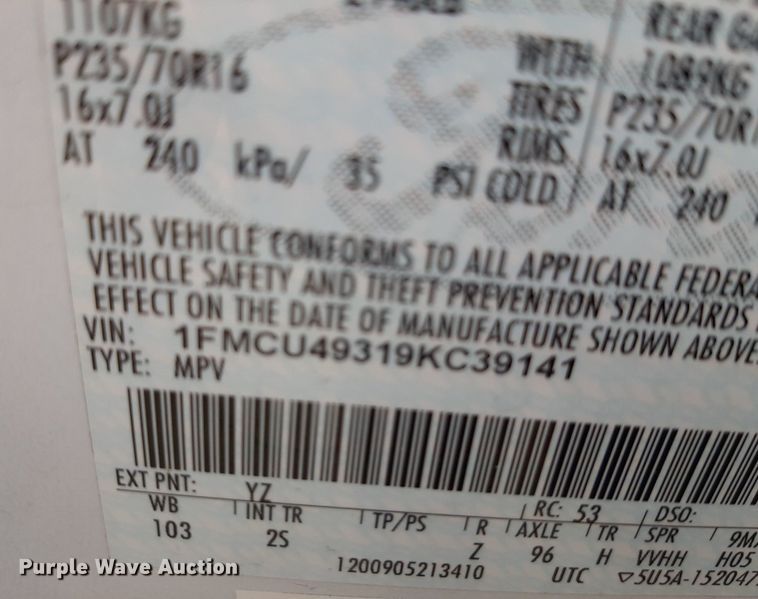 1107KG
P235/70R16
16x7.0J
AT 240 kPa/ 35 PSI COLD
REAR
WITH 1089KG
TIRES P235/70R1
RIMS 16x7.0J
AT 240
THIS VEHICLE CONFORMS TO ALL APPLICABLE FEDERA
VEHICLE SAFETY AND THEFT PREVENTION STANDARDS
EFFECT ON THE DATE OF MANUFACTURE SHOWN ABOVE
VIN: 1FMCU49319KC39141
TYPE: MPV
EXT PNT: YZ RC: 53 DSO:
WB INT TR TP/PS R AXLE TR SPR 9M
103 2S Z 96 H VVHH H05
1200905213410 UTC ▽5U5A-152047
Purple Wave Auction